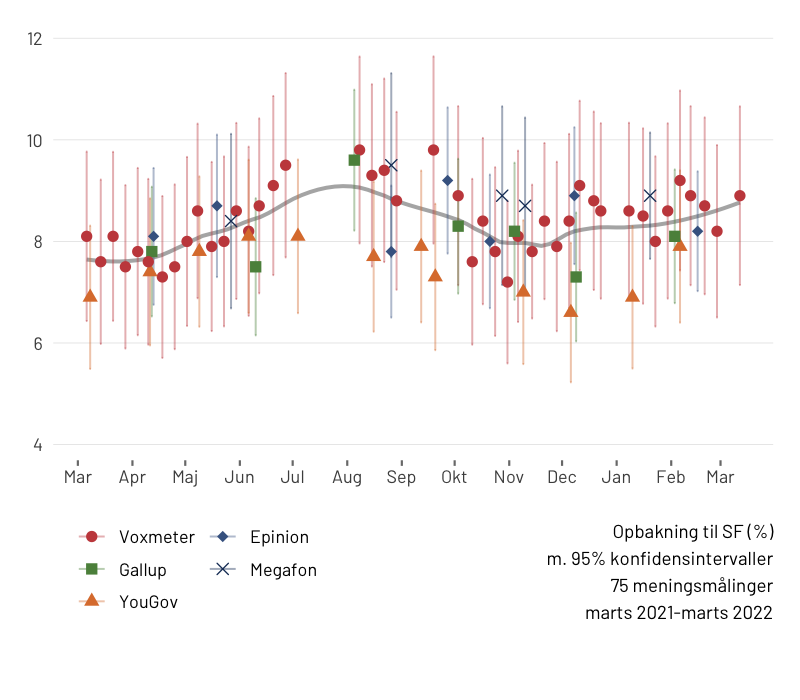 12
10
8
6
4
Mar Apr Maj Jun Jul Aug Sep Okt Nov Dec Jan Feb Mar
Voxmeter Epinion
Gallup Megafon
YouGov
Opbakning til SF (%)
m. 95% konfidensintervaller
75 meningsmålinger
marts 2021-marts 2022